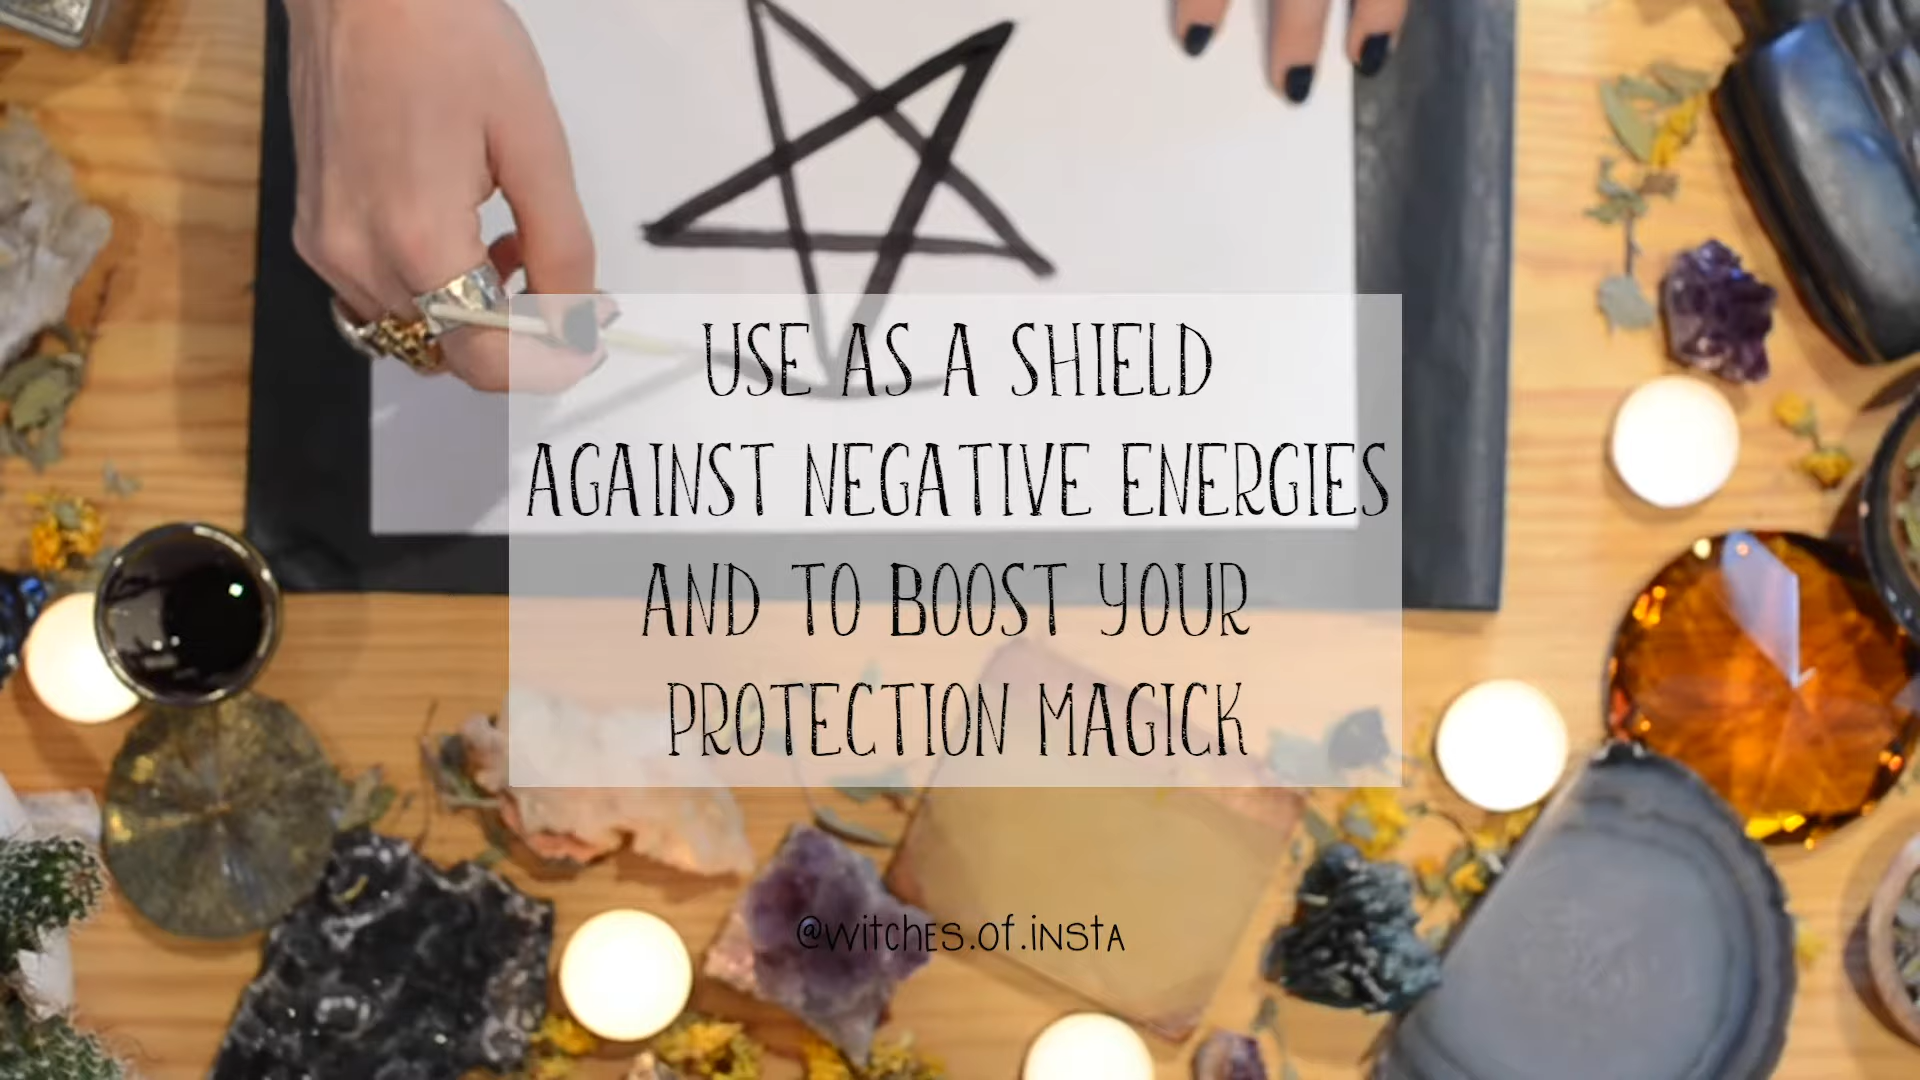 USE AS A SHIELD
AGAINST NEGATIVE ENERGIES
AND TO BOOST YOUR
PROTECTION MAGICK
@witches.of.insta